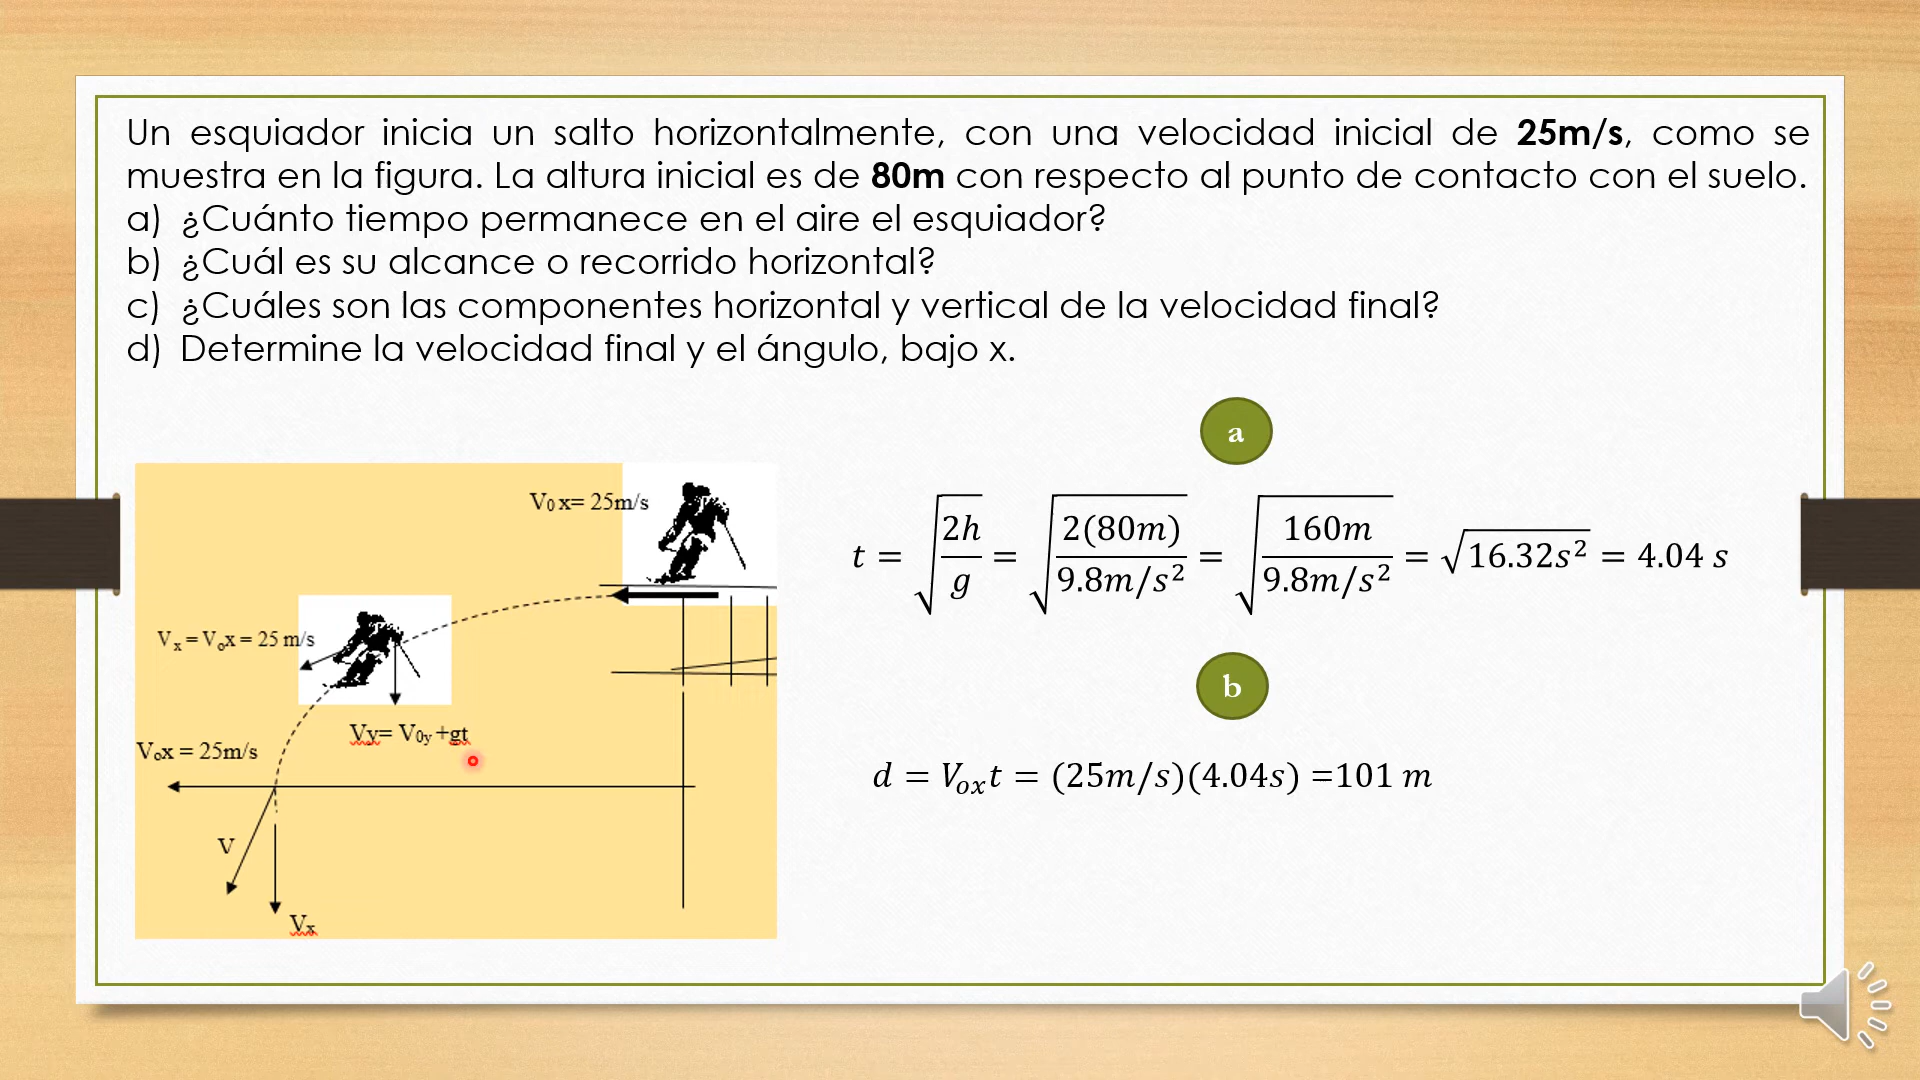 Un esquiador inicia un salto horizontalmente, con una velocidad inicial de 25m/s, como se
muestra en la figura. La altura inicial es de 80m con respecto al punto de contacto con el suelo.
a) ¿Cuánto tiempo permanece en el aire el esquiador?
b) ¿Cuál es su alcance o recorrido horizontal?
c) ¿Cuáles son las componentes horizontal y vertical de la velocidad final?
d) Determine la velocidad final y el ángulo, bajo x.
a
t = √(2h/g) = √(2(80m)/9.8m/s²) = √(160m/9.8m/s²) = √16.32s² = 4.04 s
b
d = Vₒₓt = (25m/s)(4.04s) =101 m
V₀ x= 25m/s
Vₓ = Vₒx = 25 m/s
Vy= V₀y +gt
Vₒx = 25m/s
V
Vₓ